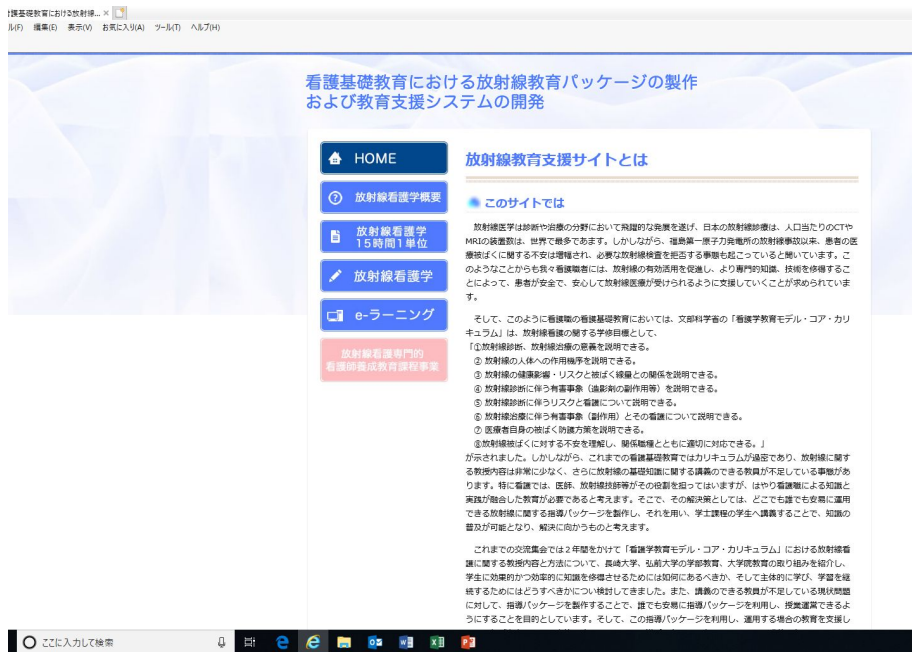 護基礎教育における放射線...
ル(F) 編集(E) 表示(V) お気に入り(A) ツール(T) ヘルプ(H)
看護基礎教育における放射線教育パッケージの製作
および教育支援システムの開発
HOME
放射線看護学概要
放射線看護学
15時間1単位
放射線看護学
e-ラーニング
放射線看護専門的
看護師養成教育課程事業
放射線教育支援サイトとは
このサイトでは
放射線医学は診断や治療の分野において飛躍的な発展を遂げ、日本の放射線診療は、人口当たりのCTや
MRIの装置数は、世界で最多であます。しかしながら、福島第一原子力発電所の放射線事故以来、患者の医
療被ばくに関する不安は増幅され、必要な放射線検査を拒否する事態も起こっていると聞いています。こ
のようなことからも我々看護職者には、放射線の有効活用を促進し、より専門的知識、技術を修得するこ
とによって、患者が安全で、安心して放射線医療が受けられるように支援していくことが求められていま
す。
そして、このように看護職の看護基礎教育においては、文部科学省の「看護学教育モデル・コア・カリ
キュラム」は、放射線看護の関する学修目標として、
「①放射線診断、放射線治療の意義を説明できる。
② 放射線の人体への作用機序を説明できる。
③ 放射線の健康影響・リスクと被ばく線量との関係を説明できる。
④ 放射線診断に伴う有害事象（造影剤の副作用等）を説明できる。
⑤ 放射線診断に伴うリスクと看護について説明できる。
⑥ 放射線治療に伴う有害事象（副作用）とその看護について説明できる。
⑦ 医療者自身の被ばく防護方策を説明できる。
⑧放射線被ばくに対する不安を理解し、関係職種とともに適切に対応できる。」
が示されました。しかしながら、これまでの看護基礎教育ではカリキュラムが過密であり、放射線に関す
る教授内容は非常に少なく、さらに放射線の基礎知識に関する講義のできる教員が不足している事態があ
ります。特に看護では、医師、放射線技師等がその役割を担ってはいますが、はやり看護職による知識と
実践が融合した教育が必要であると考えます。そこで、その解決策としては、どこでも誰でも安易に運用
できる放射線に関する指導パッケージを製作し、それを用い、学士課程の学生へ講義することで、知識の
普及が可能となり、解決に向かうものと考えます。
これまでの交流集会では２年間をかけて「看護学教育モデル・コア・カリキュラム」における放射線看
護に関する教授内容と方法について、長崎大学、弘前大学の学部教育、大学院教育の取り組みを紹介し、
学生に効果的かつ効率的に知識を修得させるためには如何にあるべきか、そして主体的に学び、学習を継
続するためにはどうすべきかについ検討してきました。また、講義のできる教員が不足している現状問題
に対して、指導パッケージを製作することで、誰でも安易に指導パッケージを利用し、授業運営できるよ
うにすることを目的としています。そして、この指導パッケージを利用し、運用する場合の教育を支援し
ここに入力して検索